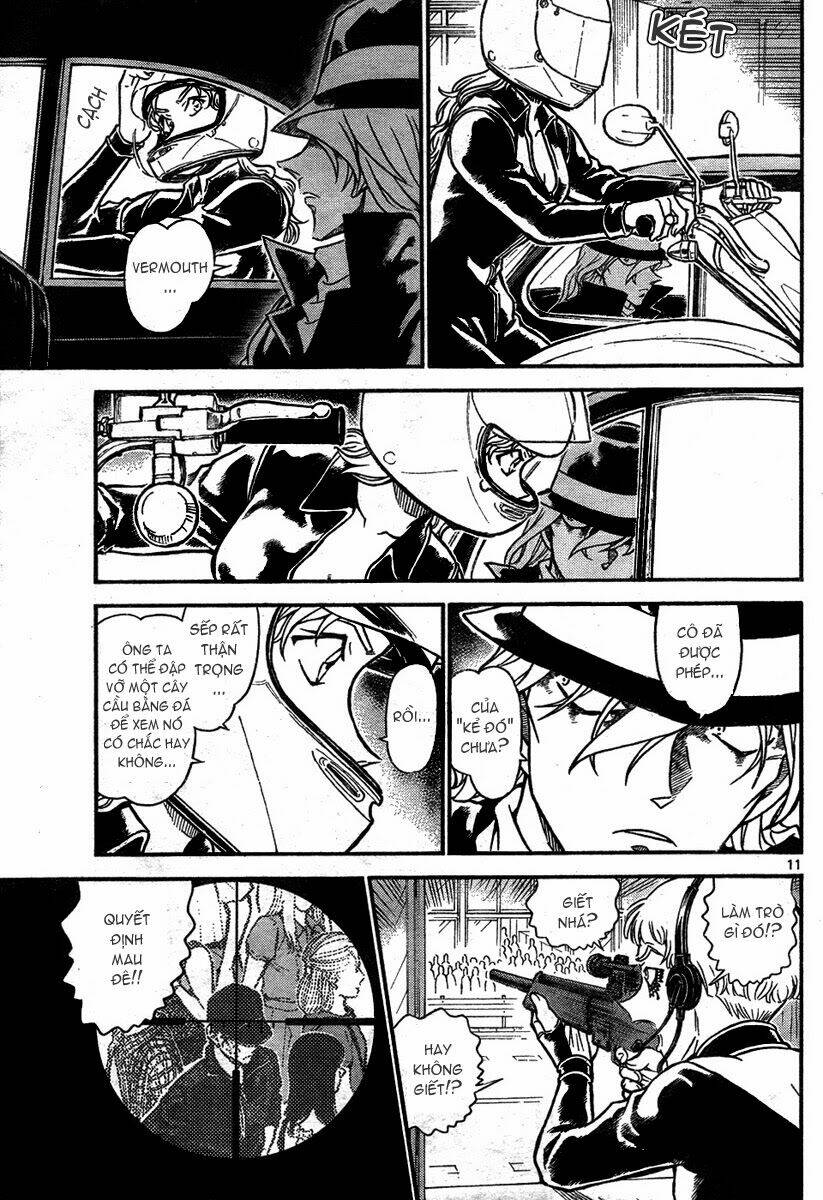 KÉT
CẠCH
VERMOUTH
...
CÔ ĐÃ
ĐƯỢC
PHÉP...
CỦA
"KẺ ĐÓ"
CHƯA?
RỒI...
SẾP RẤT
THẬN
TRỌNG
...
ÔNG TA
CÓ THỂ ĐẬP
VỠ MỘT CÂY
CẦU BẰNG ĐÁ
ĐỂ XEM NÓ
CÓ CHẮC HAY
KHÔNG...
11
LÀM TRÒ
GÌ ĐÓ!?
GIẾT
NHÁ!?
HAY
KHÔNG
GIẾT!?
QUYẾT
ĐỊNH
MAU
ĐÊ!!